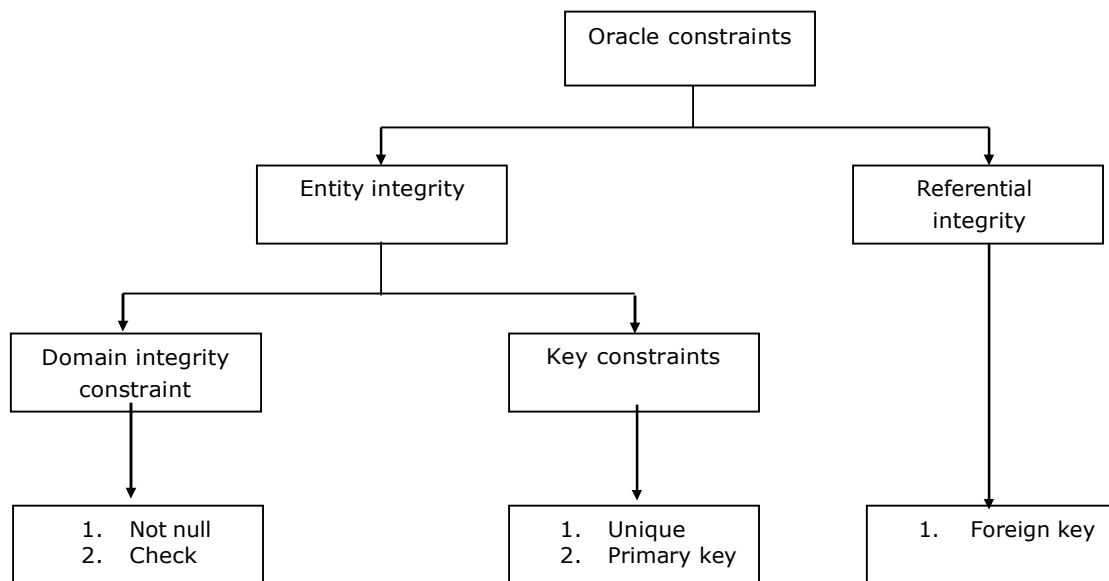 Oracle constraints
Entity integrity
Referential
integrity
Domain integrity
constraint
Key constraints
1. Not null
2. Check
1. Unique
2. Primary key
1. Foreign key